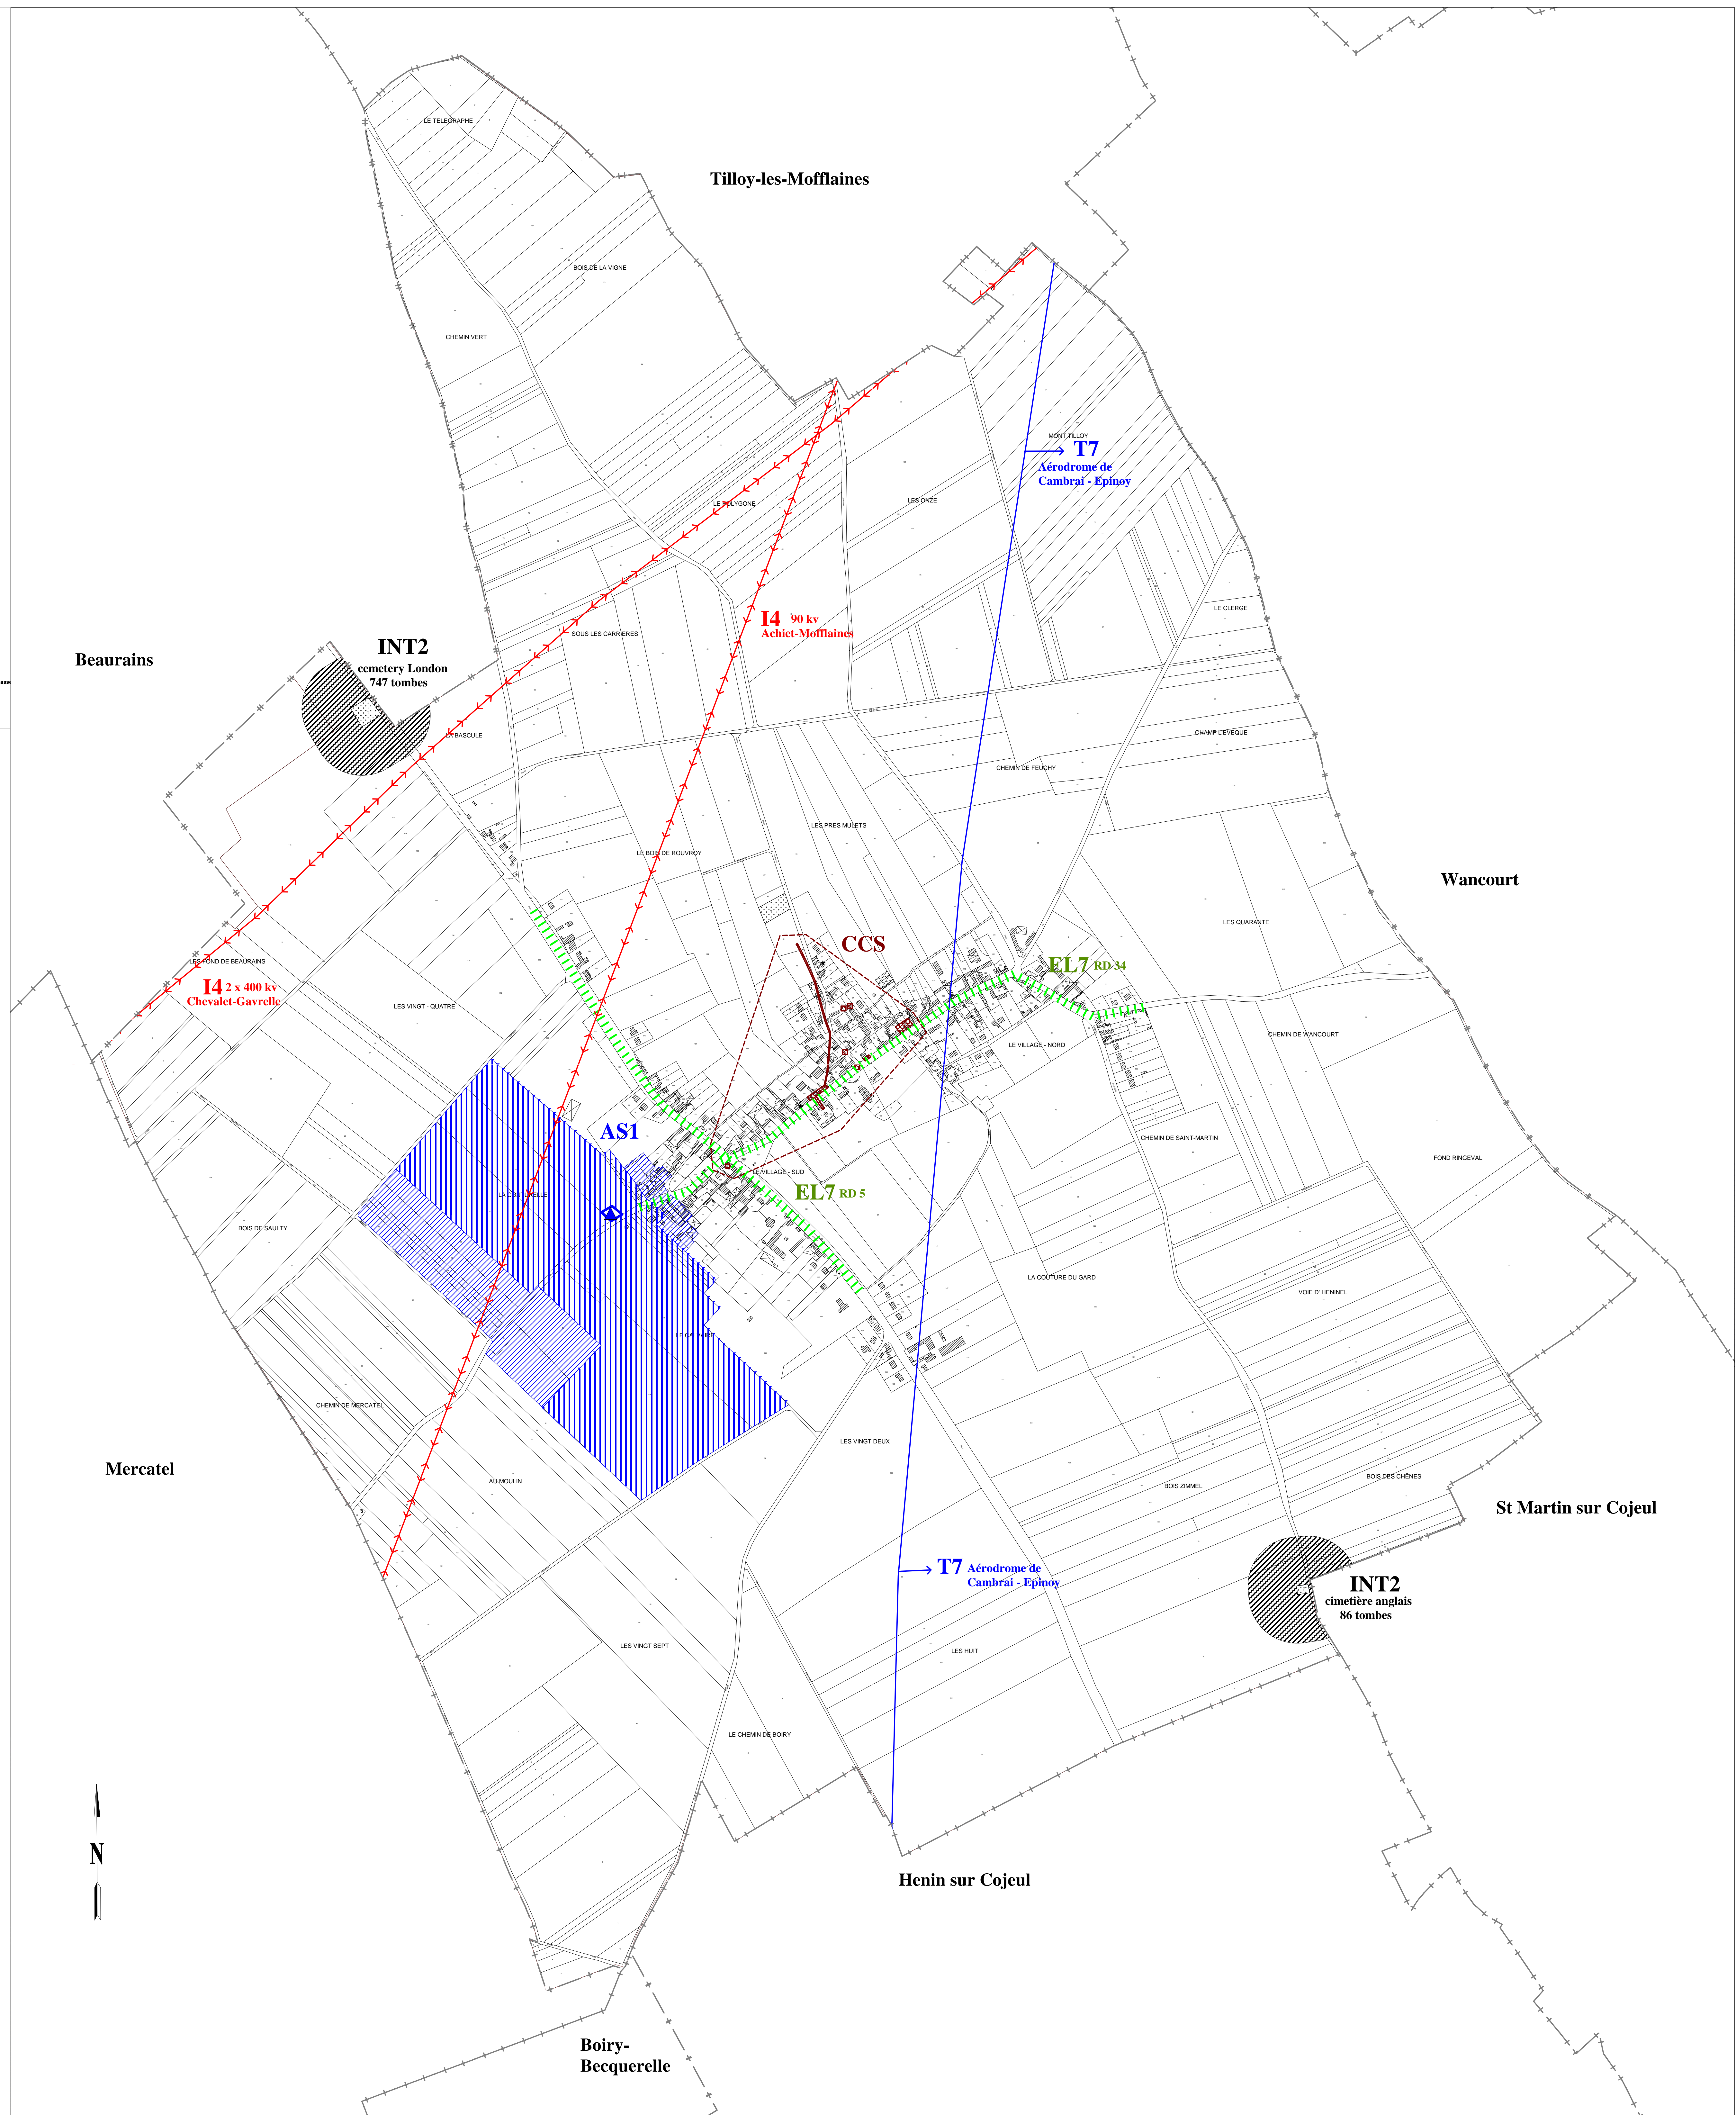 LE TELEGRAPHE
Tilloy-les-Mofflaines
BOIS DE LA VIGNE
CHEMIN VERT
MONT TILLOY
T7
Aérodrome de
Cambrai - Epinoy
LES ONZE
LE POLYGONE
LE CLERGE
I4 90 kv
Achiet-Mofflaines
SOUS LES CARRIERES
INT2
cemetery London
747 tombes
Beaurains
LA BASCULE
CHAMP L'EVEQUE
CHEMIN DE FEUCHY
LES PRES MULETS
LE BOIS DE ROUVROY
Wancourt
LES QUARANTE
CCS
EL7 RD 34
LES FOND DE BEAURAINS
I4 2 x 400 kv
Chevalet-Gavrelle
LES VINGT - QUATRE
CHEMIN DE WANCOURT
LE VILLAGE - NORD
AS1
CHEMIN DE SAINT-MARTIN
FOND RINGEVAL
LE VILLAGE - SUD
EL7 RD 5
LA COUTURELLE
BOIS DE SAULTY
LA COUTURE DU GARD
VOIE D' HENINEL
LE CALVAIRE
CHEMIN DE MERCATEL
LES VINGT DEUX
Mercatel
AU MOULIN
BOIS ZIMMEL
BOIS DES CHÊNES
St Martin sur Cojeul
T7 Aérodrome de
Cambrai - Epinoy
INT2
cimetière anglais
86 tombes
LES VINGT SEPT
LES HUIT
LE CHEMIN DE BOIRY
N
Henin sur Cojeul
Boiry-
Becquerelle